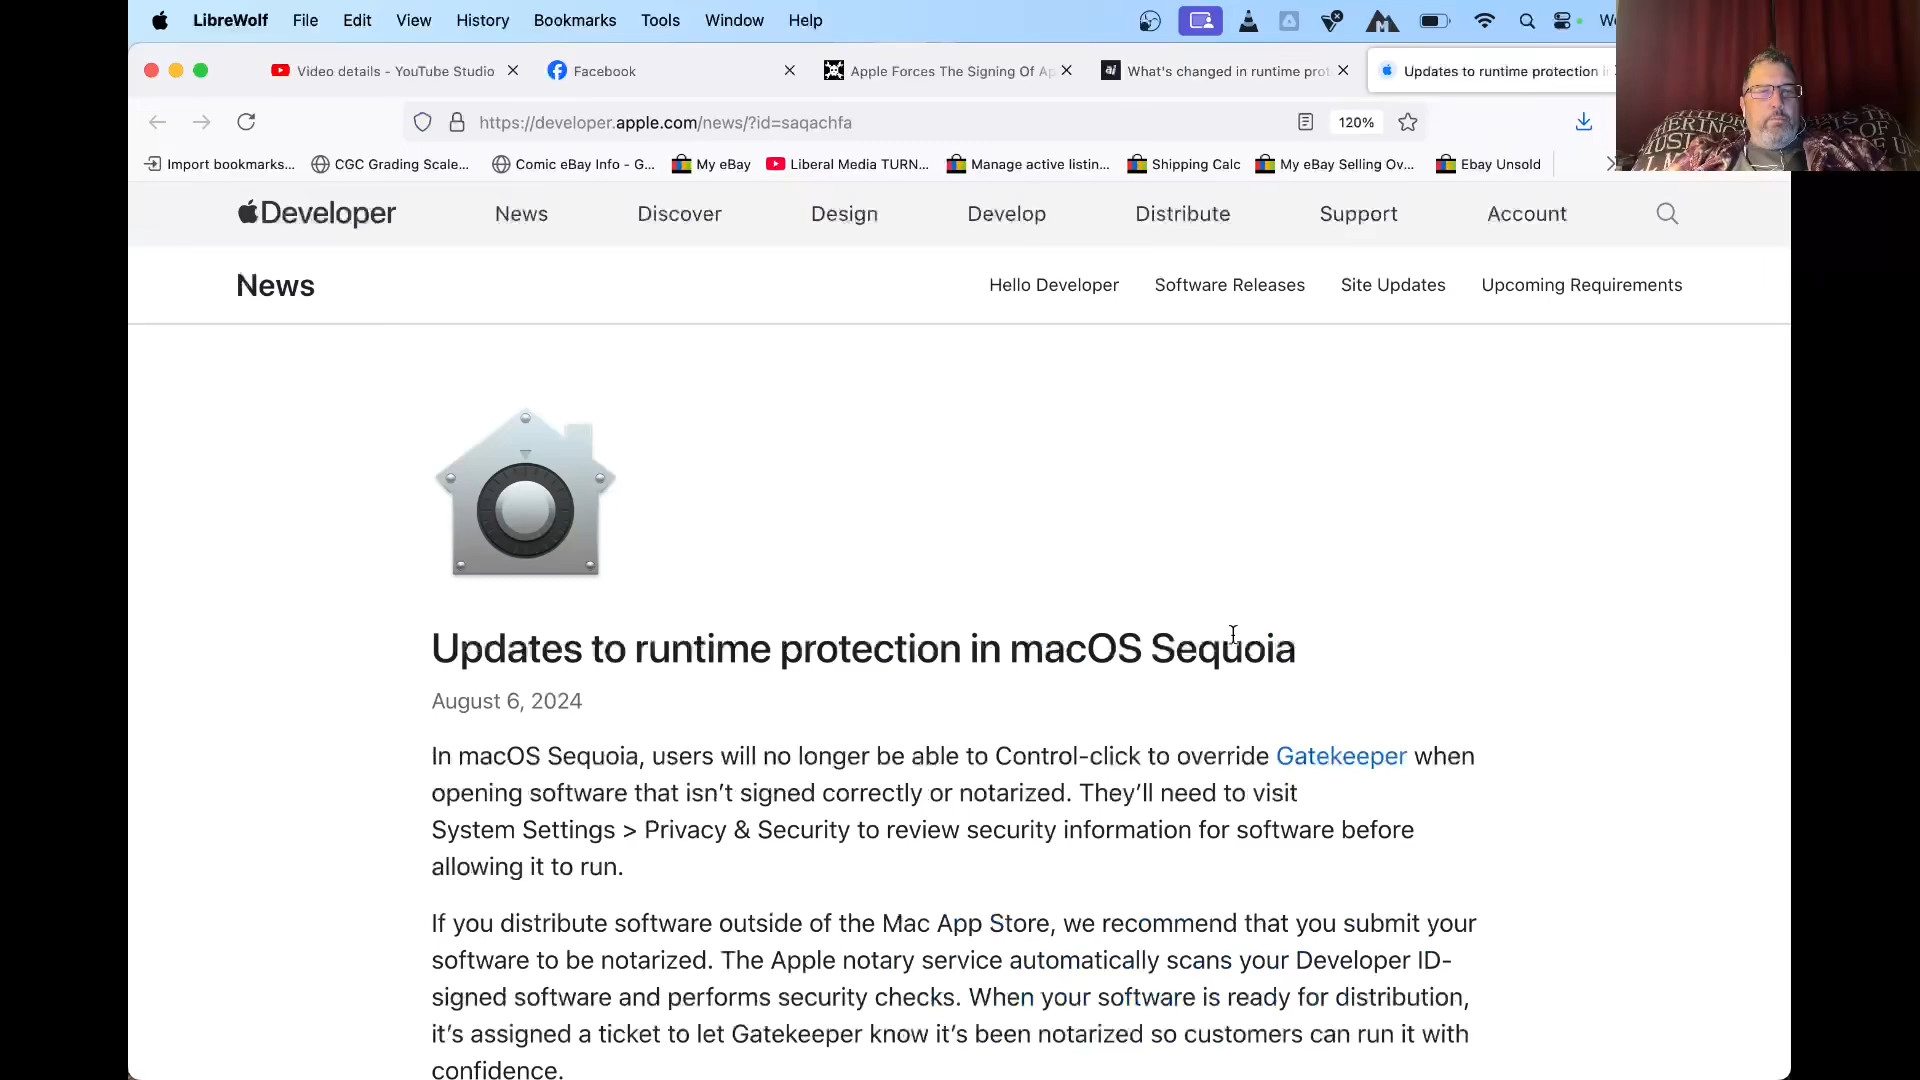 LibreWolf File Edit View History Bookmarks Tools Window Help
Video details - YouTube Studio
Facebook
Apple Forces The Signing Of Ap
What's changed in runtime prot
Updates to runtime protection
https://developer.apple.com/news/?id=saqachfa
120%
Import bookmarks...
CGC Grading Scale...
Comic eBay Info - G...
My eBay
Liberal Media TURN...
Manage active listin...
Shipping Calc
My eBay Selling Ov...
Ebay Unsold
Developer
News
Discover
Design
Develop
Distribute
Support
Account
News
Hello Developer
Software Releases
Site Updates
Upcoming Requirements
Updates to runtime protection in macOS Sequoia
August 6, 2024
In macOS Sequoia, users will no longer be able to Control-click to override Gatekeeper when
opening software that isn’t signed correctly or notarized. They’ll need to visit
System Settings > Privacy & Security to review security information for software before
allowing it to run.
If you distribute software outside of the Mac App Store, we recommend that you submit your
software to be notarized. The Apple notary service automatically scans your Developer ID-
signed software and performs security checks. When your software is ready for distribution,
it’s assigned a ticket to let Gatekeeper know it’s been notarized so customers can run it with
confidence.